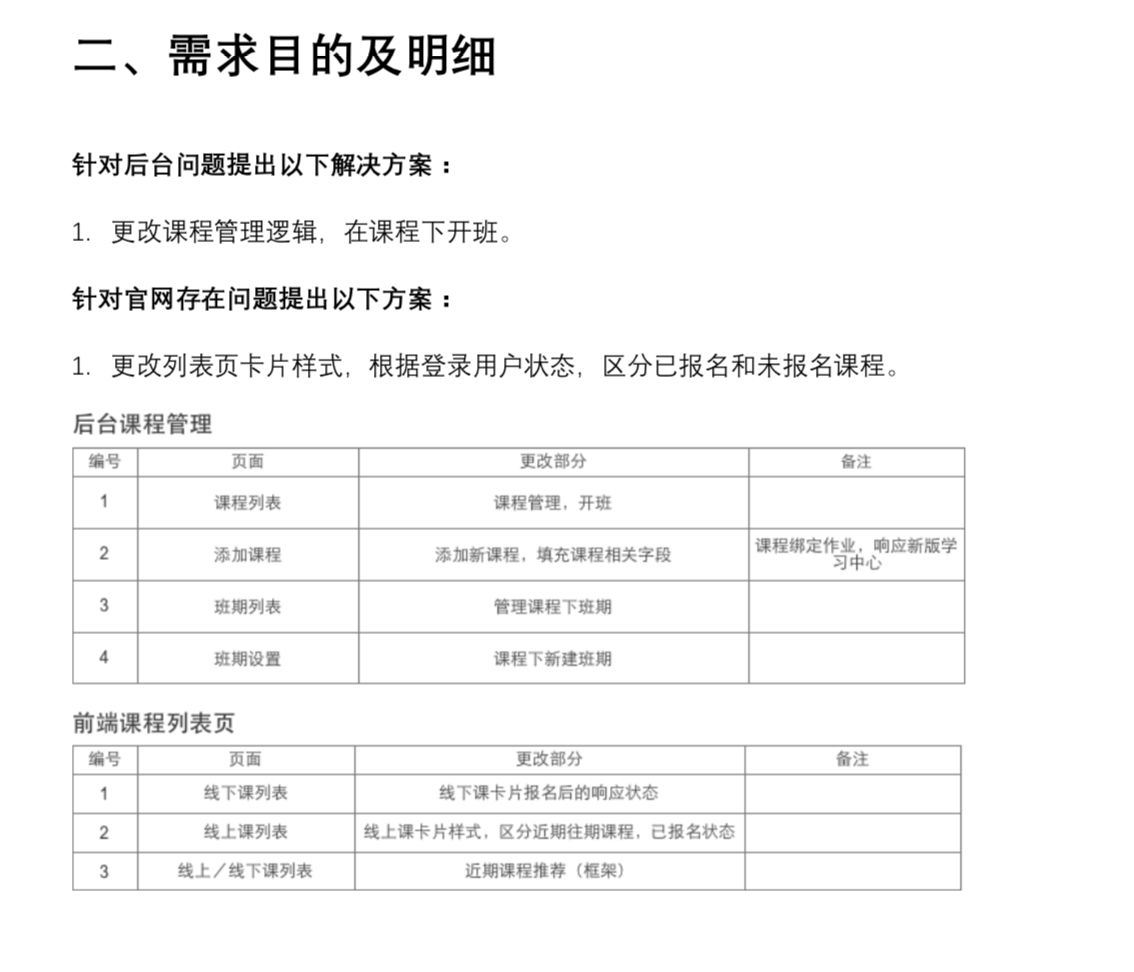 二、需求目的及明细
针对后台问题提出以下解决方案：
1. 更改课程管理逻辑，在课程下开班。
针对官网存在问题提出以下方案：
1. 更改列表页卡片样式，根据登录用户状态，区分已报名和未报名课程。
后台课程管理
编号 页面 更改部分 备注
1 课程列表 课程管理，开班
2 添加课程 添加新课程，填充课程相关字段 课程绑定作业，响应新版学
习中心
3 班期列表 管理课程下班期
4 班期设置 课程下新建班期
前端课程列表页
编号 页面 更改部分 备注
1 线下课列表 线下课卡片报名后的响应状态
2 线上课列表 线上课卡片样式，区分近期往期课程，已报名状态
3 线上／线下课列表 近期课程推荐（框架）